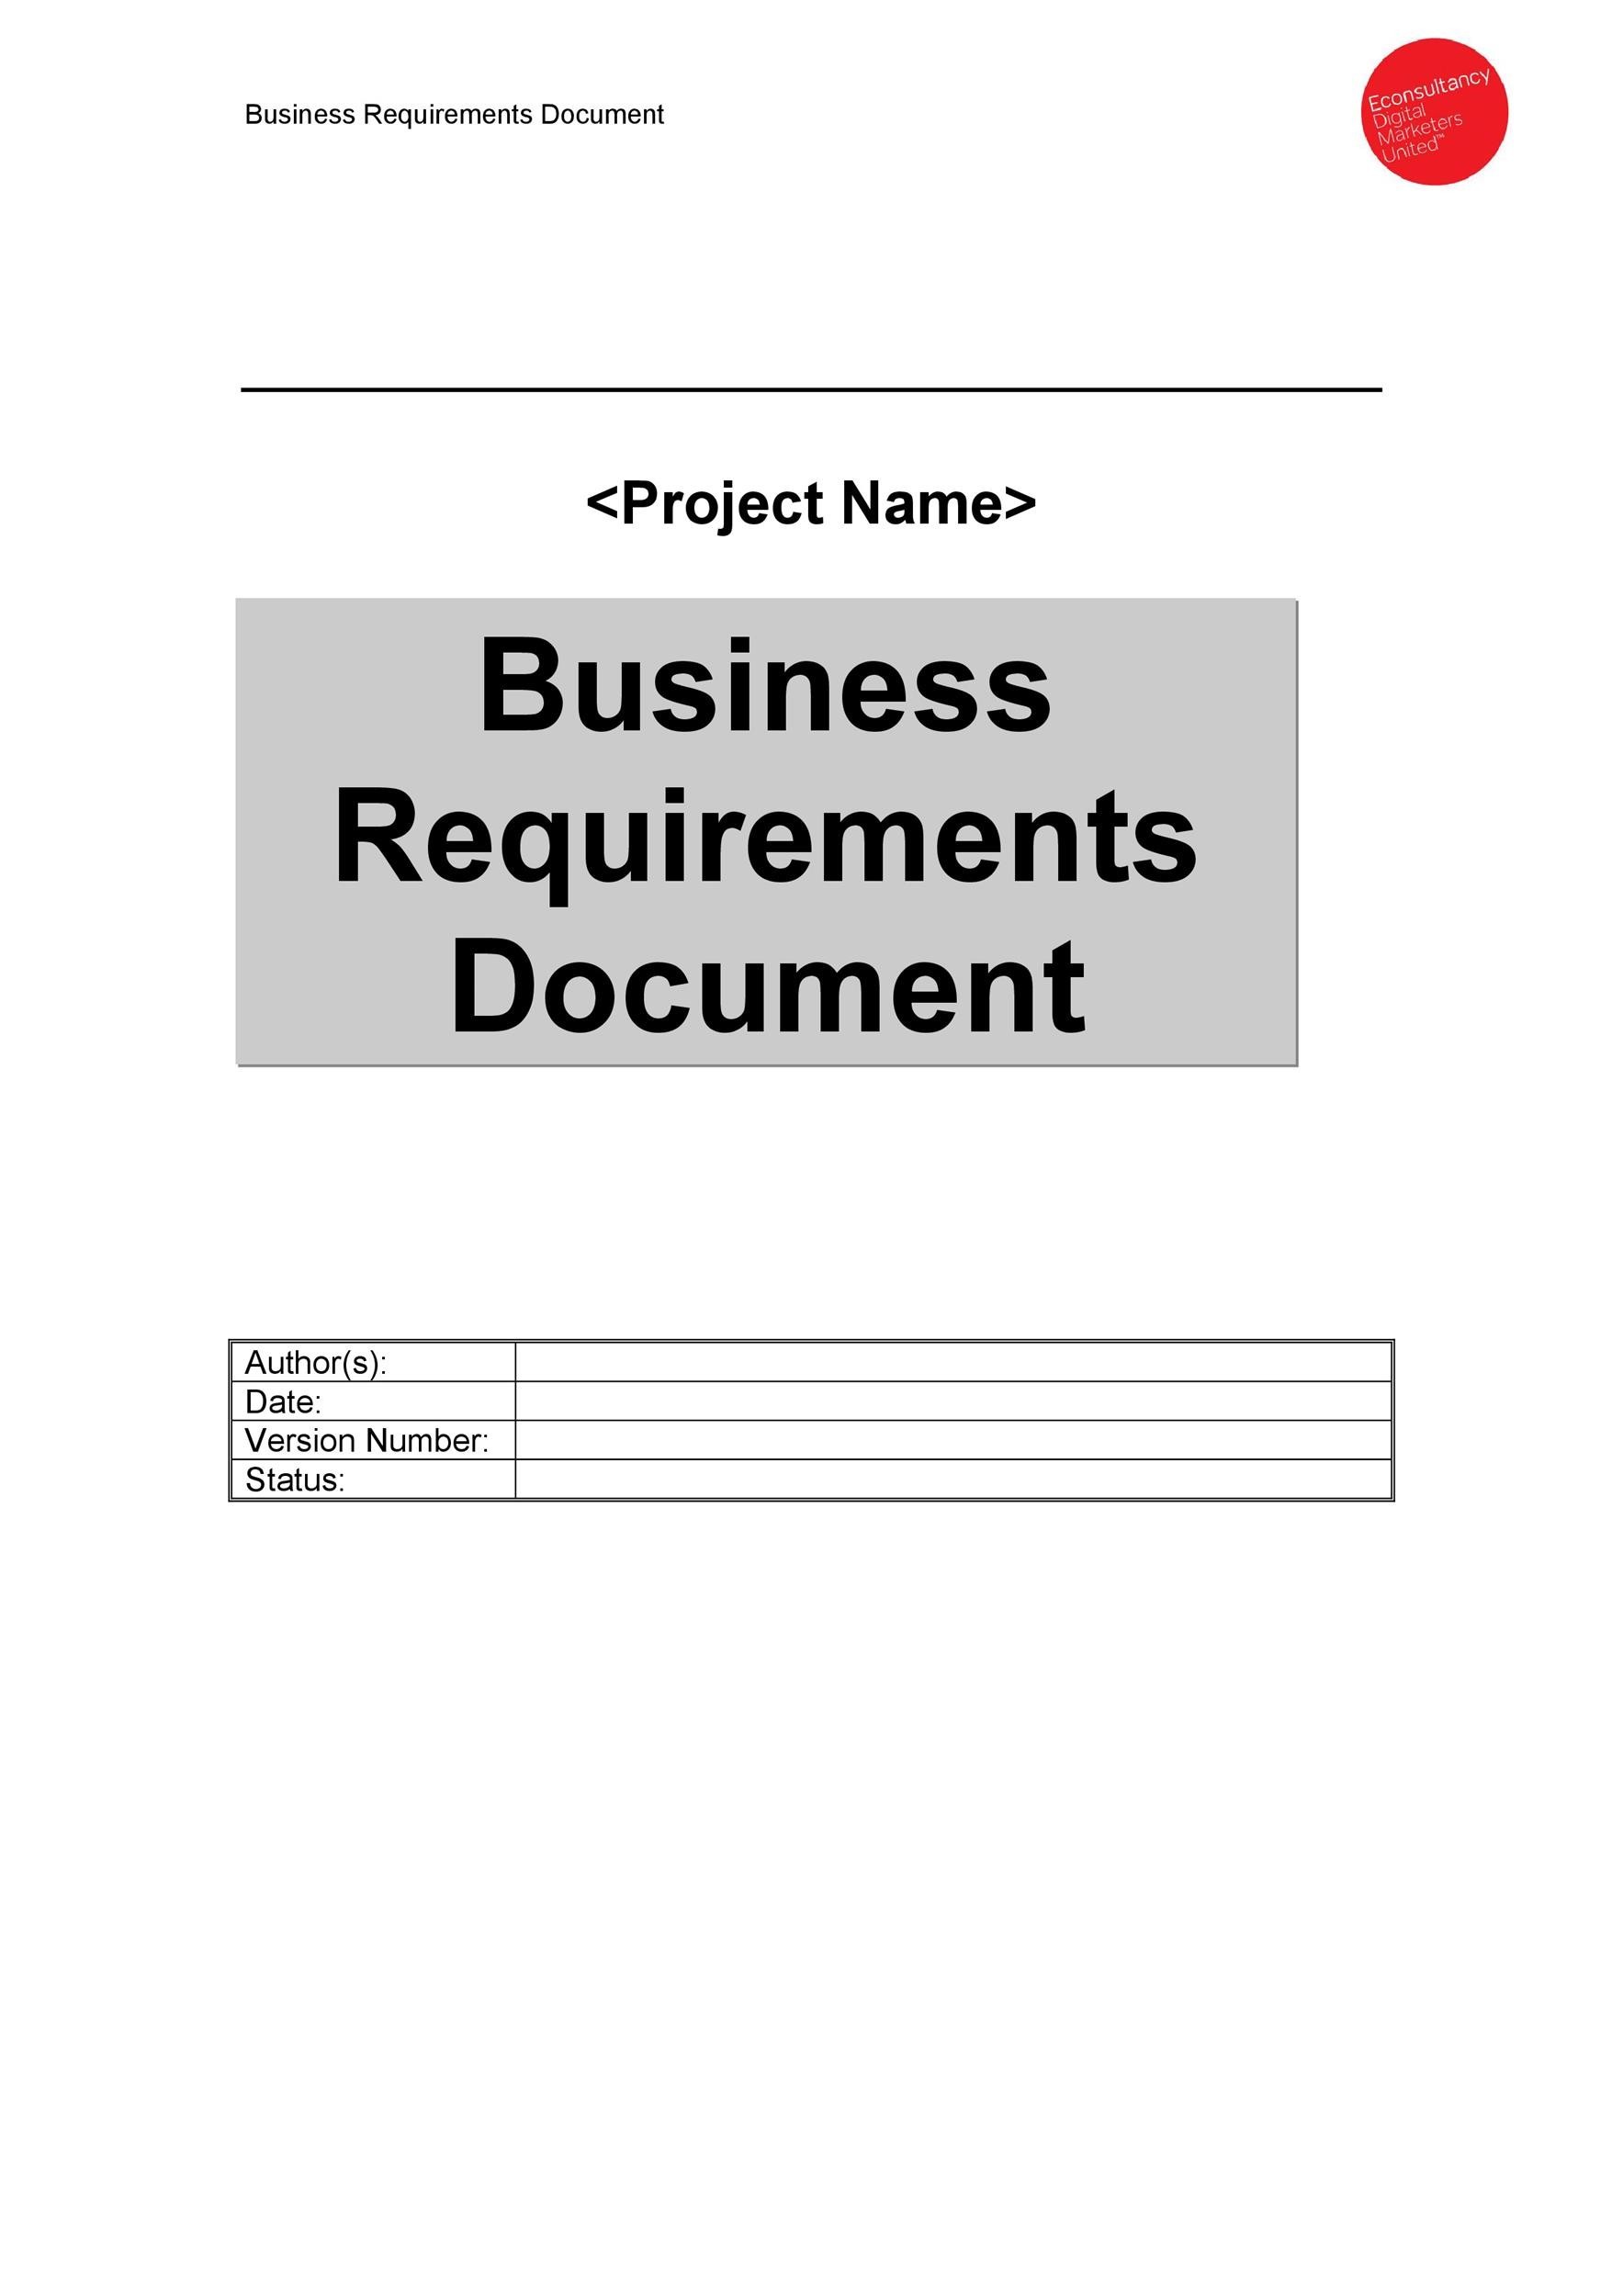 Business Requirements Document
Econsultancy
Digital
Marketers
United™
<Project Name>
Business
Requirements
Document
Author(s):
Date:
Version Number:
Status: